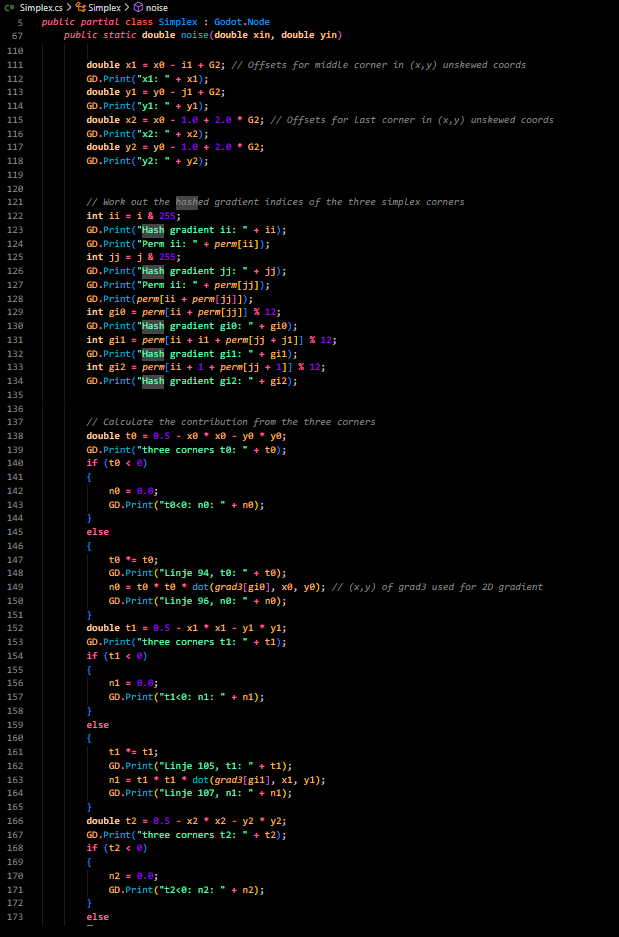 C# Simplex.cs > Simplex > noise
5 public partial class Simplex : Godot.Node
67 public static double noise(double xin, double yin)
110
111 double x1 = x0 - i1 + G2; // Offsets for middle corner in (x,y) unskewed coords
112 GD.Print("x1: " + x1);
113 double y1 = y0 - j1 + G2;
114 GD.Print("y1: " + y1);
115 double x2 = x0 - 1.0 + 2.0 * G2; // Offsets for last corner in (x,y) unskewed coords
116 GD.Print("x2: " + x2);
117 double y2 = y0 - 1.0 + 2.0 * G2;
118 GD.Print("y2: " + y2);
119
120
121 // Work out the hashed gradient indices of the three simplex corners
122 int ii = i & 255;
123 GD.Print("Hash gradient ii: " + ii);
124 GD.Print("Perm ii: " + perm[ii]);
125 int jj = j & 255;
126 GD.Print("Hash gradient jj: " + jj);
127 GD.Print("Perm ii: " + perm[jj]);
128 GD.Print(perm[ii + perm[jj]]);
129 int gi0 = perm[ii + perm[jj]] % 12;
130 GD.Print("Hash gradient gi0: " + gi0);
131 int gi1 = perm[ii + i1 + perm[jj + j1]] % 12;
132 GD.Print("Hash gradient gi1: " + gi1);
133 int gi2 = perm[ii + 1 + perm[jj + 1]] % 12;
134 GD.Print("Hash gradient gi2: " + gi2);
135
136
137 // Calculate the contribution from the three corners
138 double t0 = 0.5 - x0 * x0 - y0 * y0;
139 GD.Print("three corners t0: " + t0);
140 if (t0 < 0)
141 {
142 n0 = 0.0;
143 GD.Print("t0<0: n0: " + n0);
144 }
145 else
146 {
147 t0 *= t0;
148 GD.Print("Linje 94, t0: " + t0);
149 n0 = t0 * t0 * dot(grad3[gi0], x0, y0); // (x,y) of grad3 used for 2D gradient
150 GD.Print("Linje 96, n0: " + n0);
151 }
152 double t1 = 0.5 - x1 * x1 - y1 * y1;
153 GD.Print("three corners t1: " + t1);
154 if (t1 < 0)
155 {
156 n1 = 0.0;
157 GD.Print("t1<0: n1: " + n1);
158 }
159 else
160 {
161 t1 *= t1;
162 GD.Print("Linje 105, t1: " + t1);
163 n1 = t1 * t1 * dot(grad3[gi1], x1, y1);
164 GD.Print("Linje 107, n1: " + n1);
165 }
166 double t2 = 0.5 - x2 * x2 - y2 * y2;
167 GD.Print("three corners t2: " + t2);
168 if (t2 < 0)
169 {
170 n2 = 0.0;
171 GD.Print("t2<0: n2: " + n2);
172 }
173 else